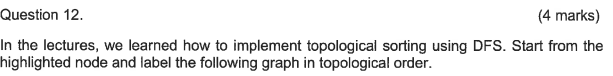 Question 12. (4 marks)
In the lectures, we learned how to implement topological sorting using DFS. Start from the
highlighted node and label the following graph in topological order.